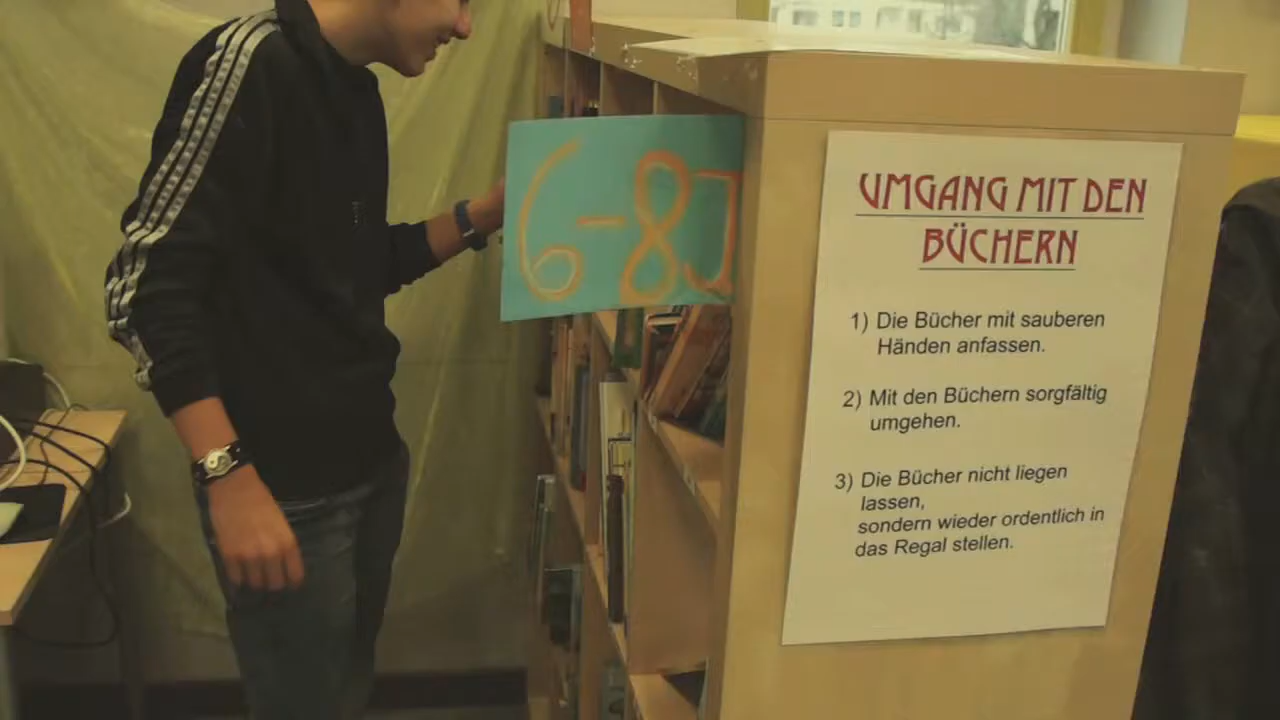 6-8J
UMGANG MIT DEN
BÜCHERN
1) Die Bücher mit sauberen
Händen anfassen.
2) Mit den Büchern sorgfältig
umgehen.
3) Die Bücher nicht liegen
lassen,
sondern wieder ordentlich in
das Regal stellen.